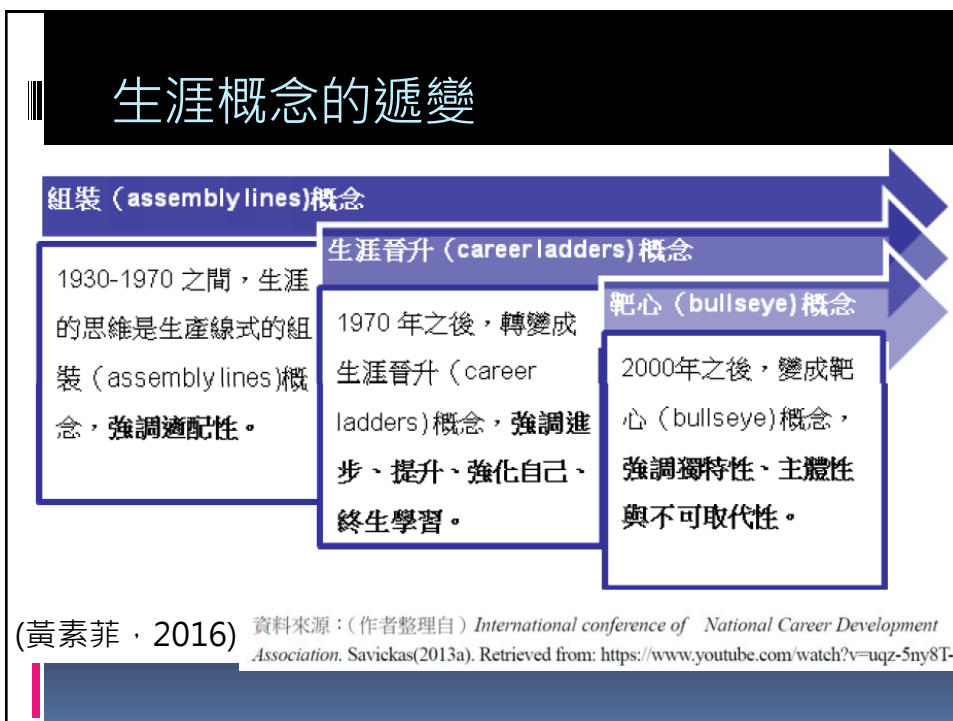 生涯概念的遞變
組裝（assembly lines)概念
1930-1970 之間，生涯
的思維是生產線式的組
裝（assembly lines)概
念，強調適配性。
生涯晉升（career ladders)概念
1970 年之後，轉變成
生涯晉升（career
ladders)概念，強調進
步、提升、強化自己、
終生學習。
靶心（bullseye)概念
2000年之後，變成靶
心（bullseye)概念，
強調獨特性、主體性
與不可取代性。
(黃素菲，2016)
資料來源：（作者整理自）International conference of National Career Development
Association. Savickas(2013a). Retrieved from: https://www.youtube.com/watch?v=uqz-5ny8T-